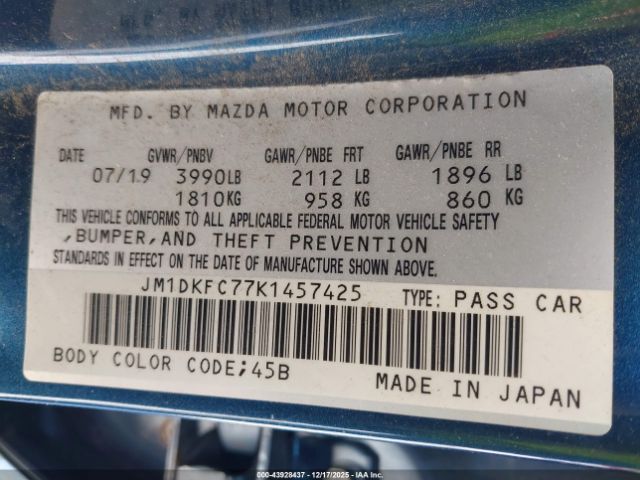 MFD. BY MAZDA MOTOR CORPORATION
DATE GVWR/PNBV GAWR/PNBE FRT GAWR/PNBE RR
07/19 3990LB 2112 LB 1896 LB
1810KG 958 KG 860 KG
THIS VEHICLE CONFORMS TO ALL APPLICABLE FEDERAL MOTOR VEHICLE SAFETY
,BUMPER,AND THEFT PREVENTION
STANDARDS IN EFFECT ON THE DATE OF MANUFACTURE SHOWN ABOVE.
JM1DKFC77K1457425 TYPE: PASS CAR
BODY COLOR CODE;45B MADE IN JAPAN
000-43928437 - 12/17/2025 - IAA Inc.